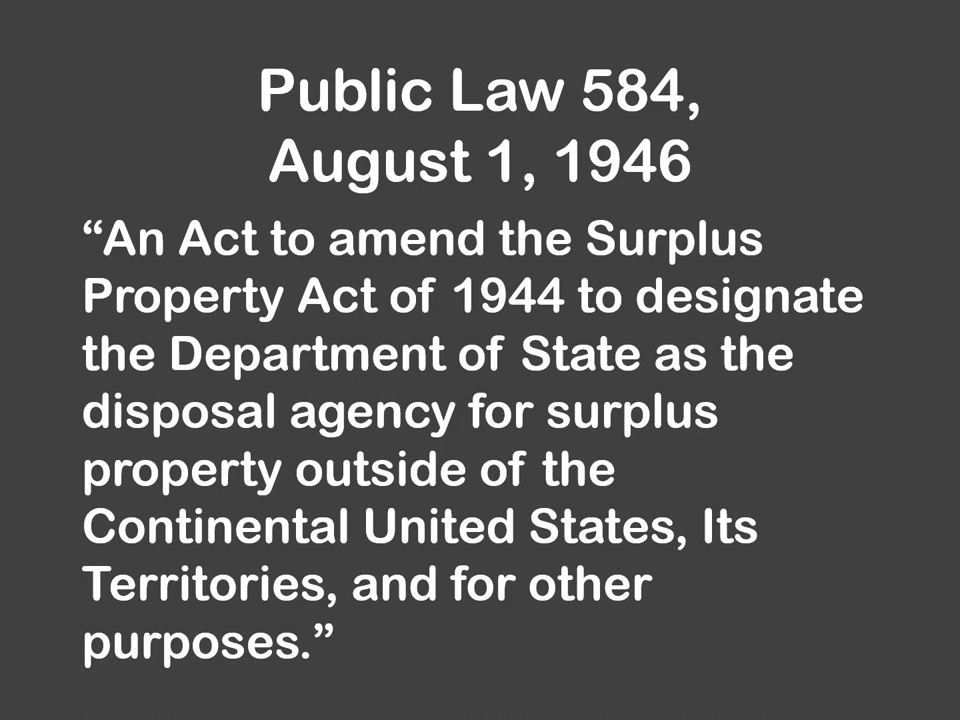 Public Law 584,
August 1, 1946
“An Act to amend the Surplus
Property Act of 1944 to designate
the Department of State as the
disposal agency for surplus
property outside of the
Continental United States, Its
Territories, and for other
purposes.”